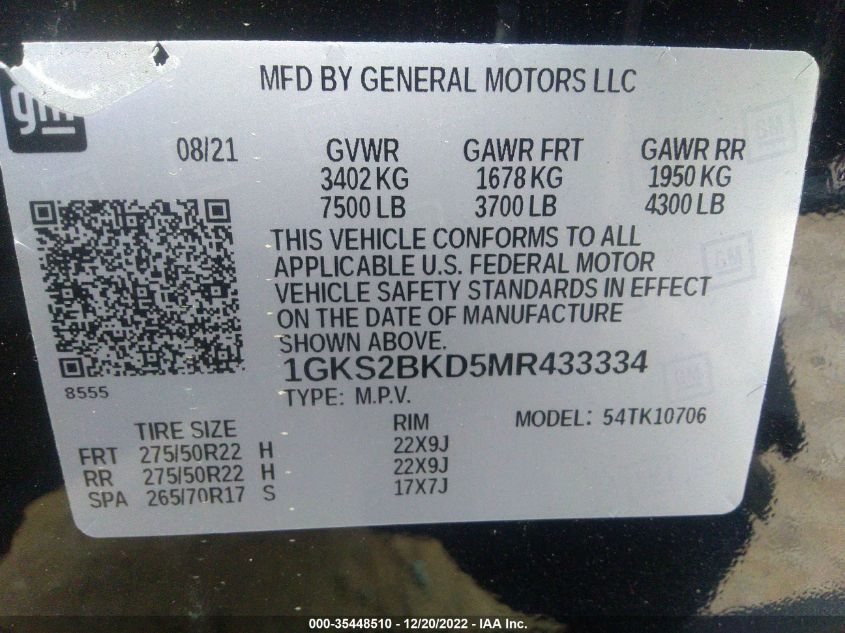 MFD BY GENERAL MOTORS LLC
gm
08/21 GVWR GAWR FRT GAWR RR
3402 KG 1678 KG 1950 KG
7500 LB 3700 LB 4300 LB
THIS VEHICLE CONFORMS TO ALL
APPLICABLE U.S. FEDERAL MOTOR
VEHICLE SAFETY STANDARDS IN EFFECT
ON THE DATE OF MANUFACTURE
SHOWN ABOVE.
1GKS2BKD5MR433334
8555
TYPE: M.P.V.
TIRE SIZE RIM MODEL: 54TK10706
FRT 275/50R22 H 22X9J
RR 275/50R22 H 22X9J
SPA 265/70R17 S 17X7J
GM
GM
000-35448510 - 12/20/2022 - IAA Inc.